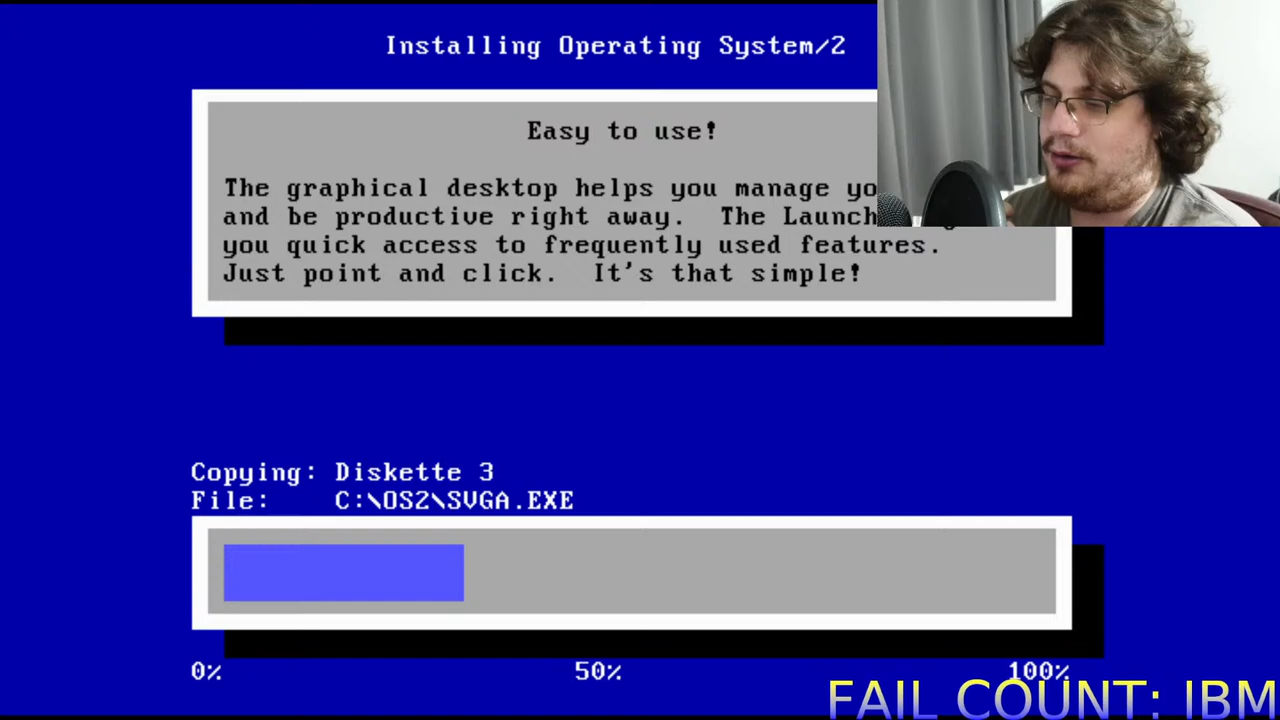 Installing Operating System/2
Easy to use!
The graphical desktop helps you manage
and be productive right away. The
you quick access to frequently used features.
Just point and click. It's that simple!
Copying: Diskette 3
File: C:\OS2\SVGA.EXE
0% 50% 100%
FAIL COUNT: IBM